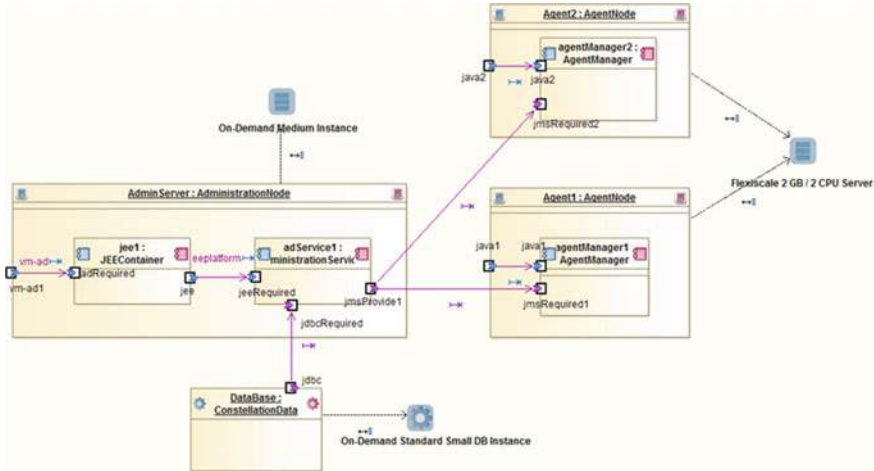 Agent2 : AgentNode
agentManager2 :
AgentManager
java2
java2
jmsRequired2
On-Demand Medium Instance
Flexiscale 2 GB / 2 CPU Server
AdminServer : AdministrationNode
Agent1 : AgentNode
jee1 :
JEEContainer
vm-ad
adRequired
vm-ad1
jee
eeplatform
adService1 :
ministrationServic
jeeRequired
jmsProvide1
jdbcRequired
java1
java1
agentManager1
AgentManager
jmsRequired1
jdbc
DataBase :
ConstellationData
On-Demand Standard Small DB Instance